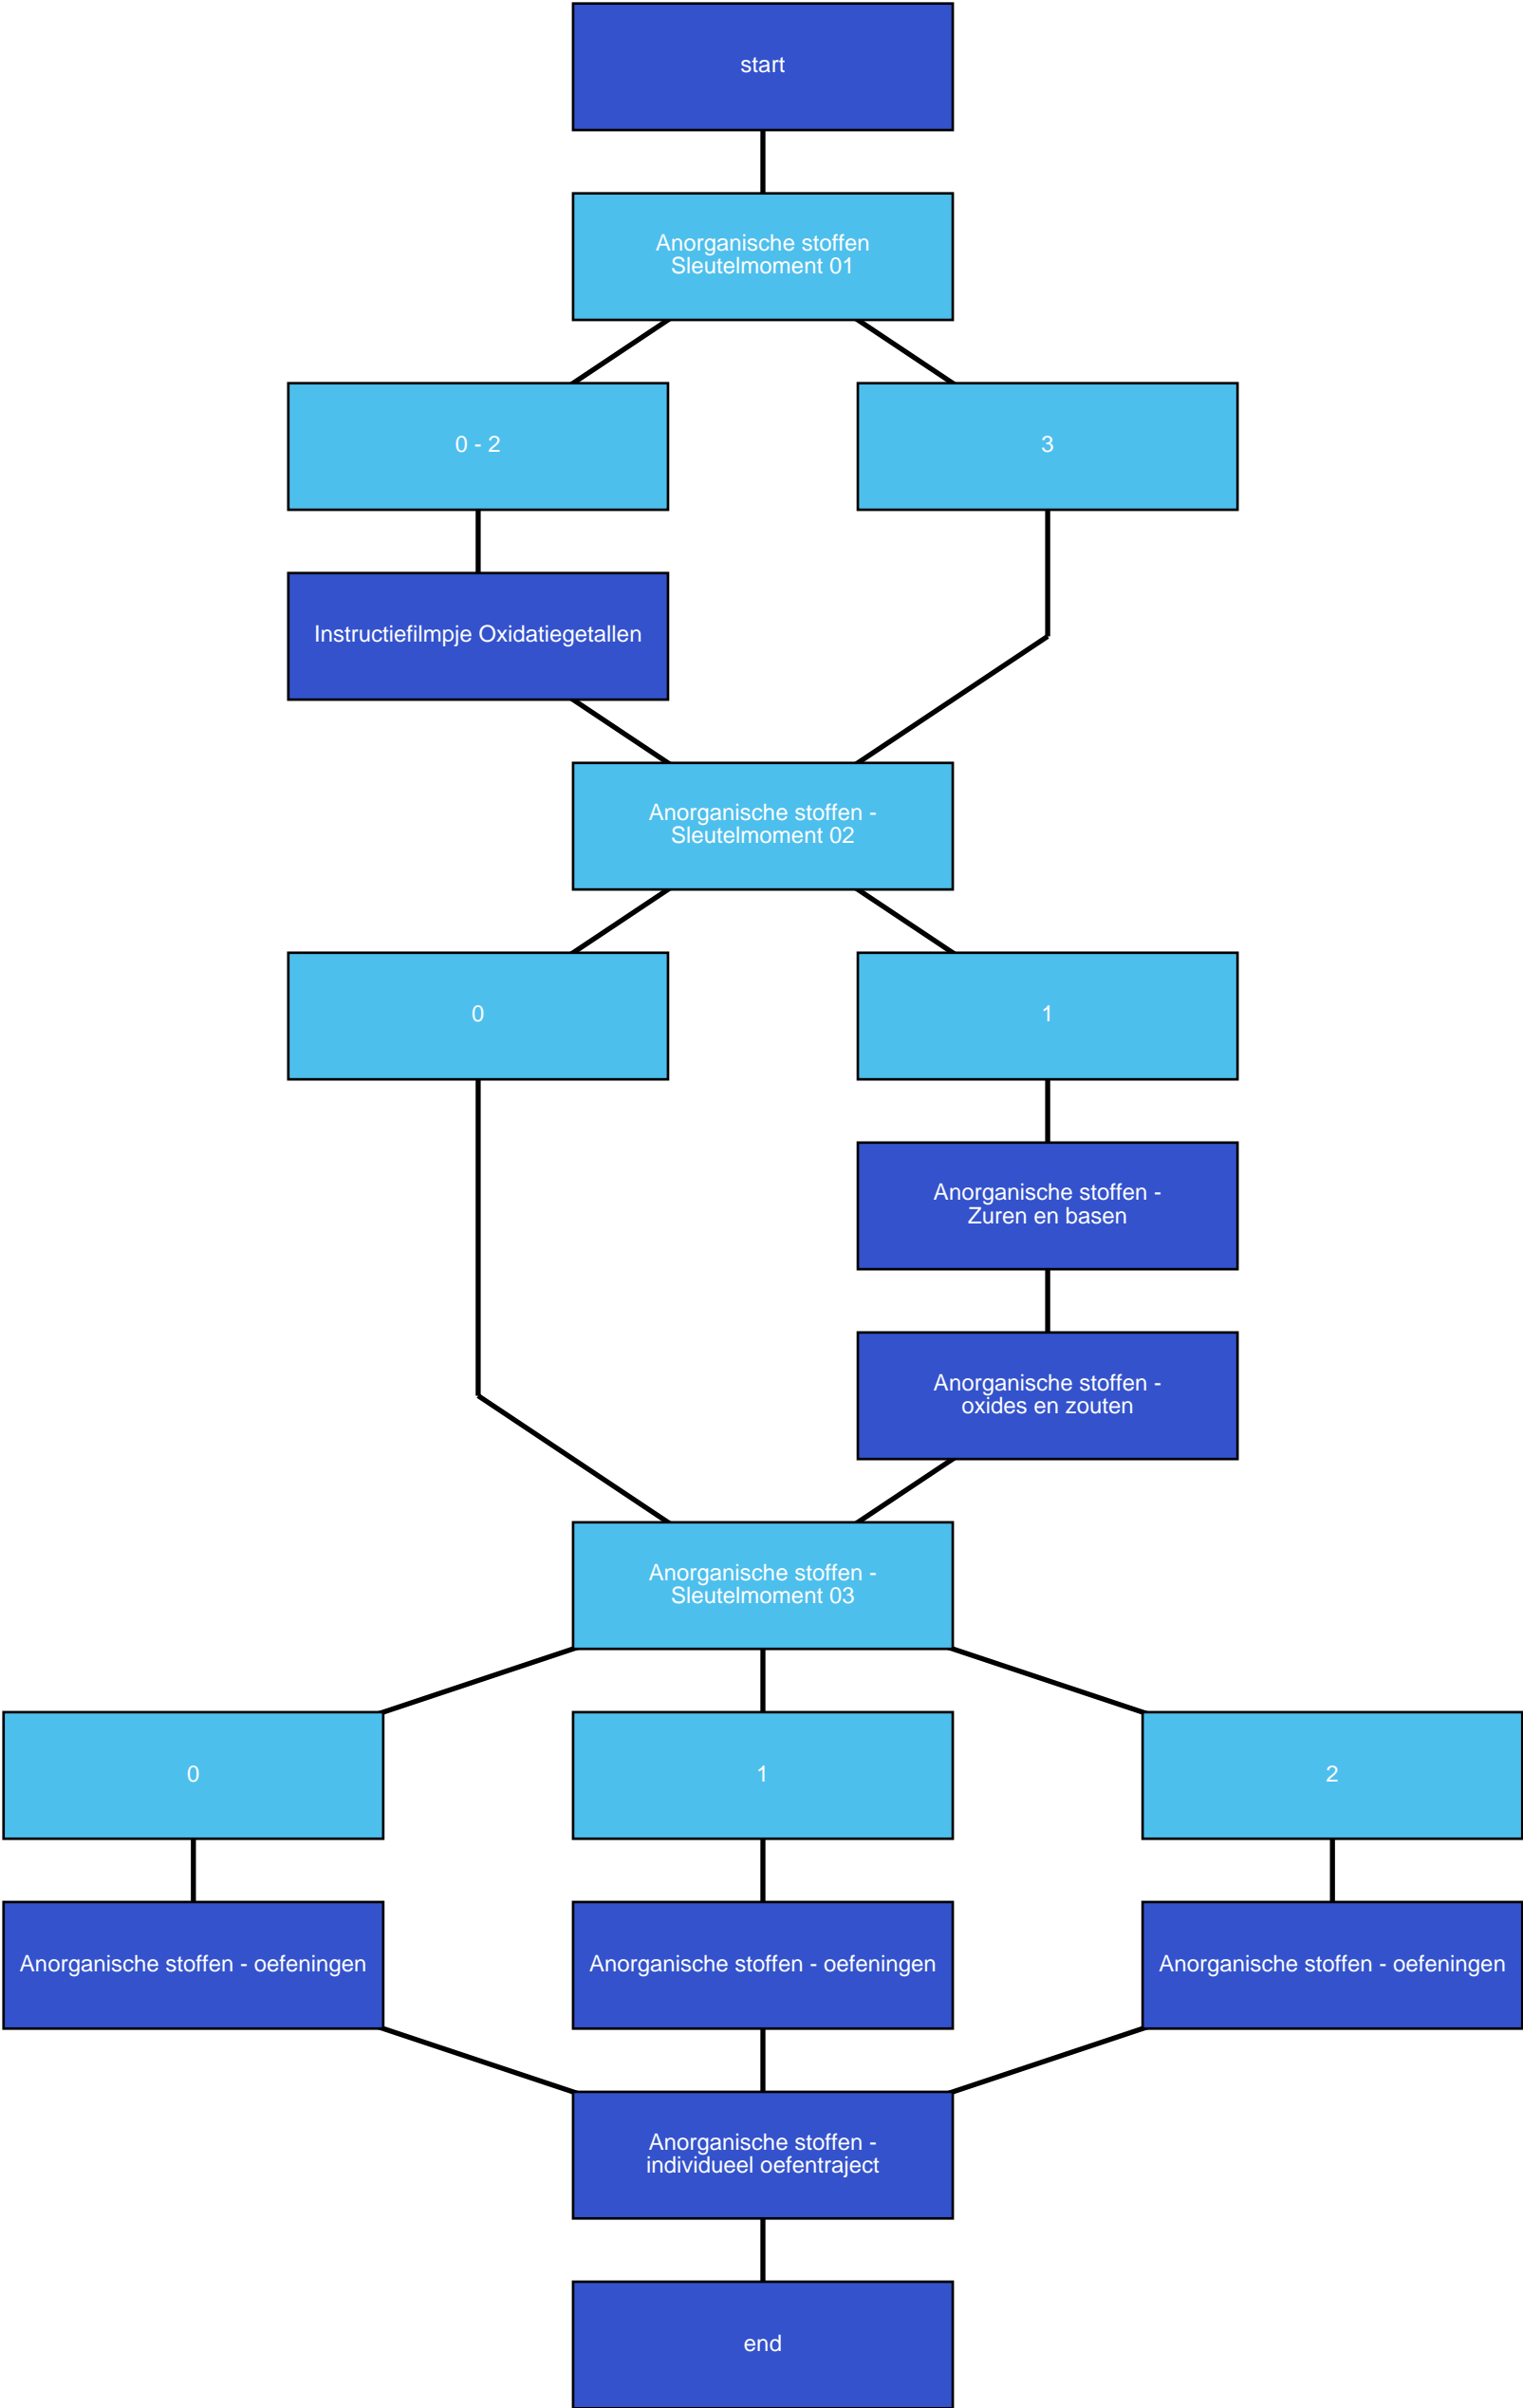 start
Anorganische stoffen
Sleutelmoment 01
0 - 2
3
Instructiefilmpje Oxidatiegetallen
Anorganische stoffen -
Sleutelmoment 02
0
1
Anorganische stoffen -
Zuren en basen
Anorganische stoffen -
oxides en zouten
Anorganische stoffen -
Sleutelmoment 03
0
1
2
Anorganische stoffen - oefeningen
Anorganische stoffen - oefeningen
Anorganische stoffen - oefeningen
Anorganische stoffen -
individueel oefentraject
end